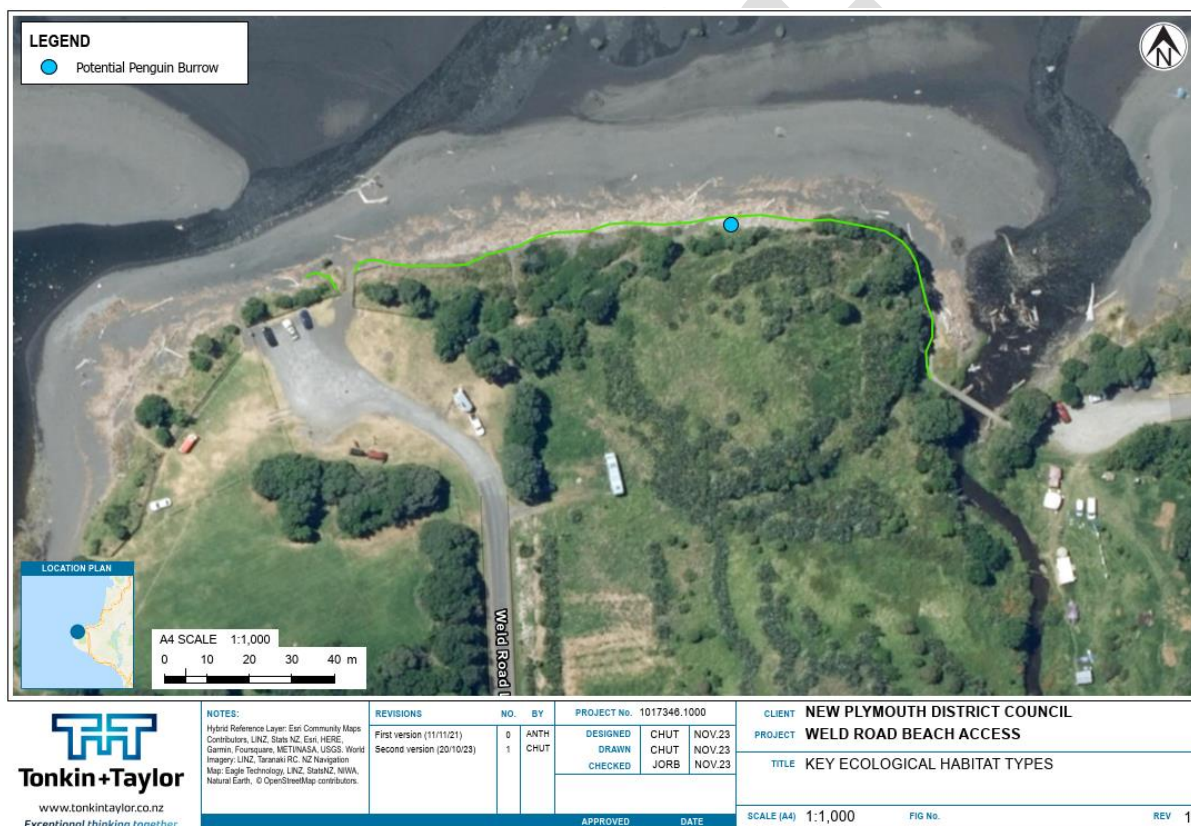 LEGEND
Potential Penguin Burrow
N
LOCATION PLAN
A4 SCALE 1:1,000
0 10 20 30 40 m
Weld Road
Tonkin+Taylor
www.tonkintaylor.co.nz
Exceptional thinking together
NOTES:
Hybrid Reference Layer: Esri Community Maps
Contributors, LINZ, Stats NZ, Esri, HERE,
Garmin, Foursquare, METI/NASA, USGS. World
Imagery: LINZ, Taranaki RC. NZ Navigation
Map: Eagle Technology, LINZ, StatsNZ, NIWA,
Natural Earth, © OpenStreetMap contributors.
REVISIONS NO. BY
First version (11/11/21) 0 ANTH
Second version (20/10/23) 1 CHUT
PROJECT No. 1017346.1000
DESIGNED CHUT NOV.23
DRAWN CHUT NOV.23
CHECKED JORB NOV.23
APPROVED DATE
CLIENT NEW PLYMOUTH DISTRICT COUNCIL
PROJECT WELD ROAD BEACH ACCESS
TITLE KEY ECOLOGICAL HABITAT TYPES
SCALE (A4) 1:1,000 FIG No. REV 1